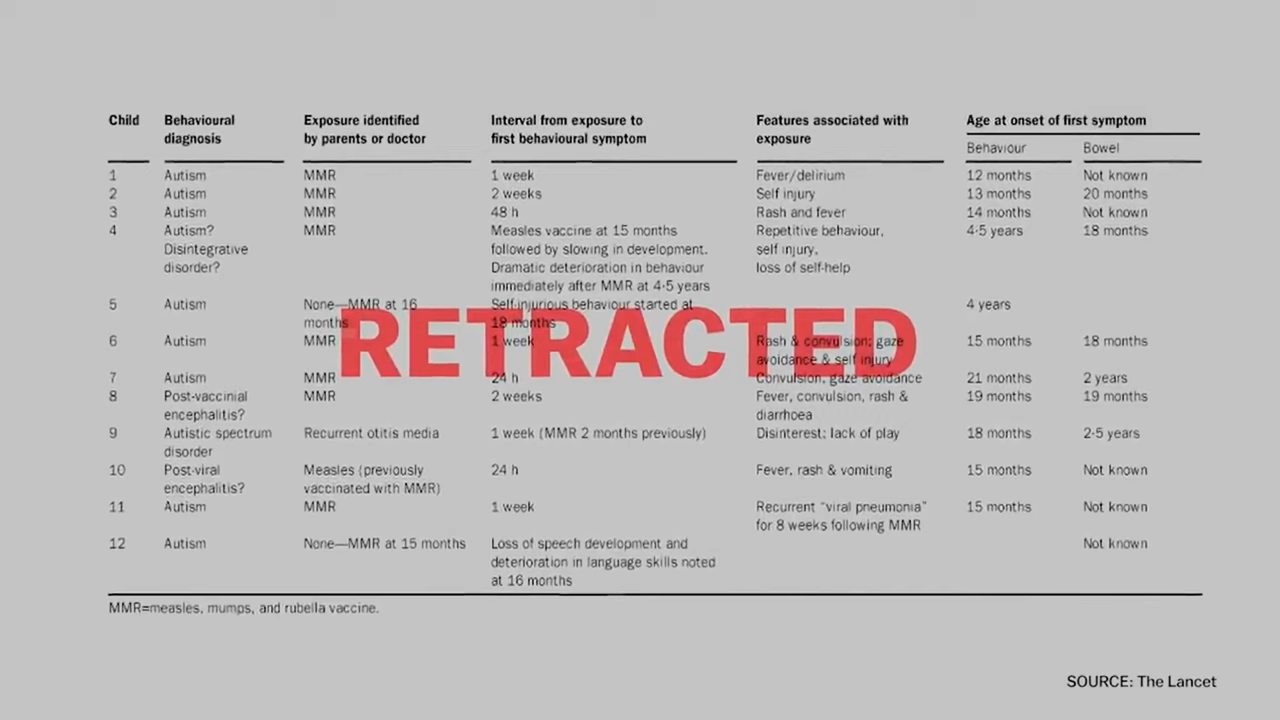 Child Behavioural diagnosis Exposure identified by parents or doctor Interval from exposure to first behavioural symptom Features associated with exposure Age at onset of first symptom
Behaviour Bowel
1 Autism MMR 1 week Fever/delirium 12 months Not known
2 Autism MMR 2 weeks Self injury 13 months 20 months
3 Autism MMR 48 h Rash and fever 14 months Not known
4 Autism? MMR Measles vaccine at 15 months Repetitive behaviour, 4·5 years 18 months
Disintegrative followed by slowing in development. self injury,
disorder? Dramatic deterioration in behaviour loss of self-help
immediately after MMR at 4·5 years
5 Autism None—MMR at 16 Self-injurious behaviour started at 4 years
months 18 months
RETRACTED
6 Autism MMR 1 week Rash & convulsion; gaze 15 months 18 months
avoidance & self injury
7 Autism MMR 24 h Convulsion, gaze avoidance 21 months 2 years
8 Post-vaccinial MMR 2 weeks Fever, convulsion, rash & 19 months 19 months
encephalitis? diarrhoea
9 Autistic spectrum Recurrent otitis media 1 week (MMR 2 months previously) Disinterest; lack of play 18 months 2·5 years
disorder
10 Post-viral Measles (previously 24 h Fever, rash & vomiting 15 months Not known
encephalitis? vaccinated with MMR)
11 Autism MMR 1 week Recurrent "viral pneumonia" 15 months Not known
for 8 weeks following MMR
12 Autism None—MMR at 15 months Loss of speech development and Not known
deterioration in language skills noted
at 16 months
MMR=measles, mumps, and rubella vaccine.
SOURCE: The Lancet